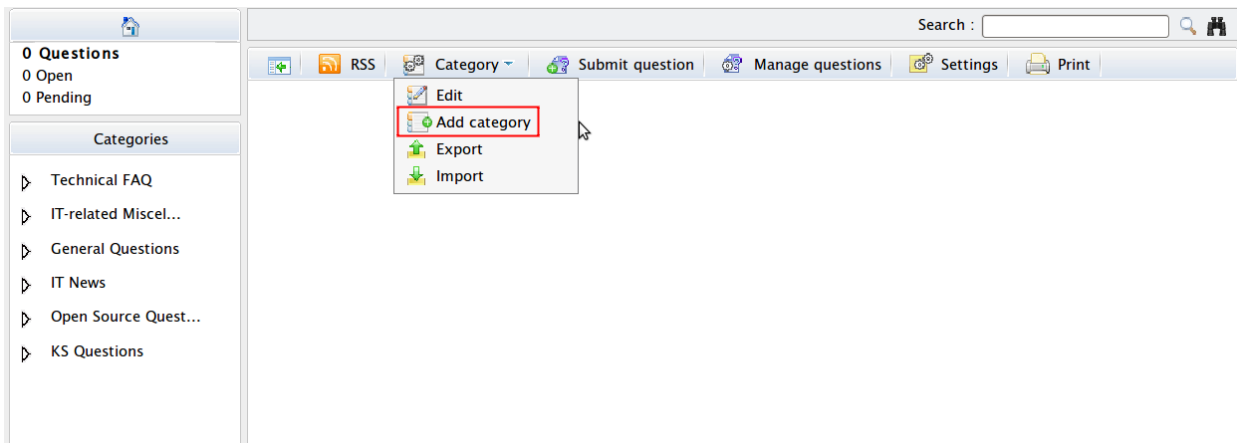 Search :
0 Questions
0 Open
0 Pending
RSS Category Submit question Manage questions Settings Print
Edit
Add category
Export
Import
Categories
Technical FAQ
IT-related Miscel...
General Questions
IT News
Open Source Quest...
KS Questions